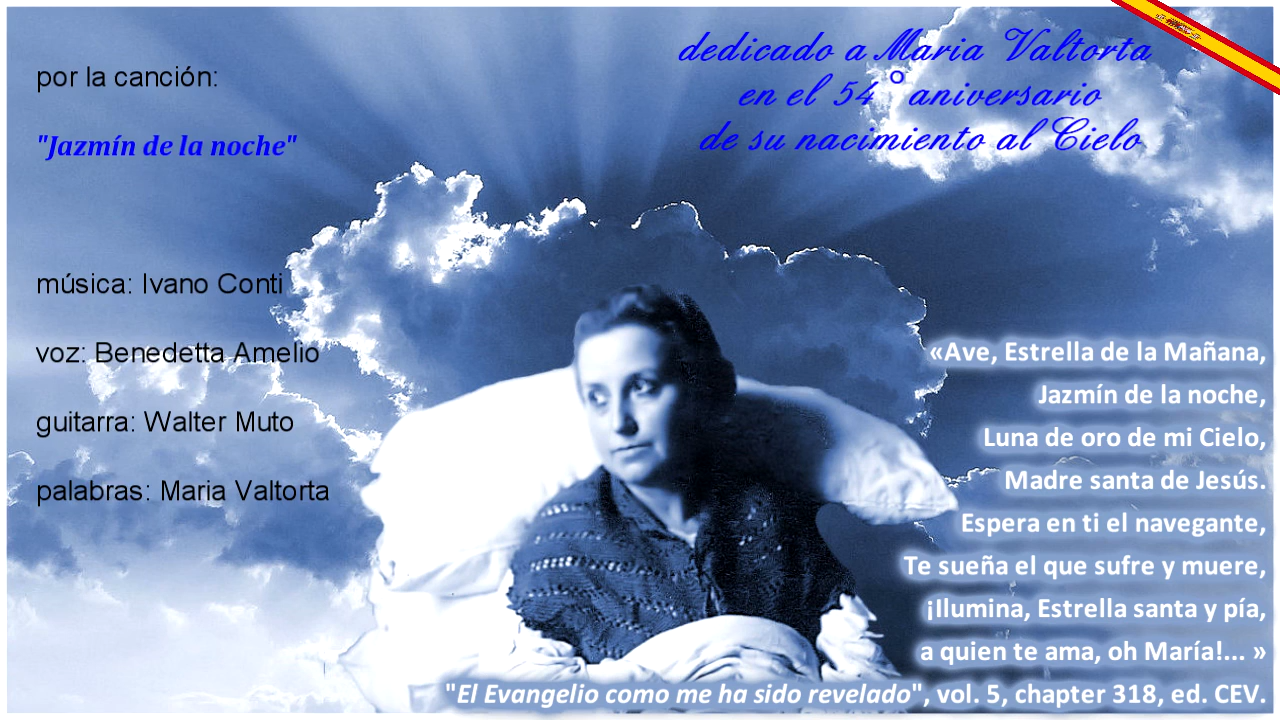 por la canción:
"Jazmín de la noche"
música: Ivano Conti
voz: Benedetta Amelio
guitarra: Walter Muto
palabras: Maria Valtorta
dedicado a Maria Valtorta
en el 54° aniversario
de su nacimiento al Cielo
«Ave, Estrella de la Mañana,
Jazmín de la noche,
Luna de oro de mi Cielo,
Madre santa de Jesús.
Espera en ti el navegante,
Te sueña el que sufre y muere,
¡Ilumina, Estrella santa y pía,
a quien te ama, oh María!... »
"El Evangelio como me ha sido revelado", vol. 5, chapter 318, ed. CEV.